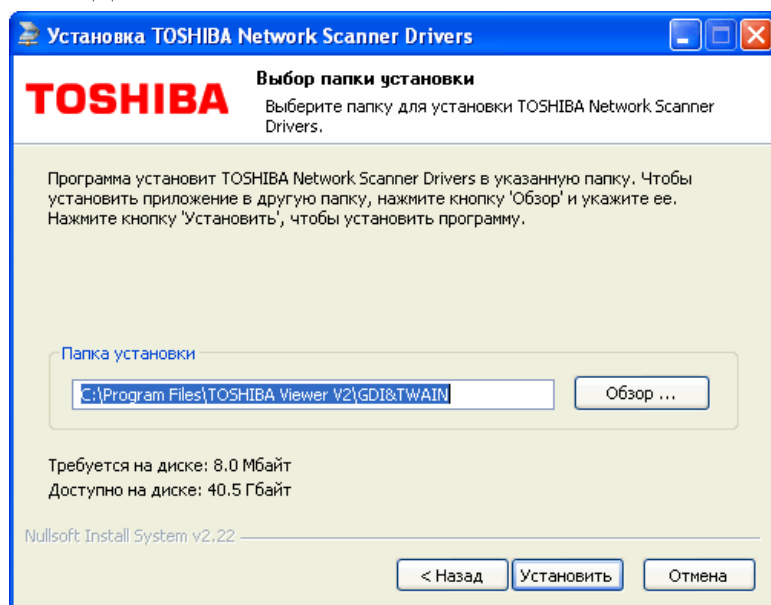 Установка TOSHIBA Network Scanner Drivers
TOSHIBA
Выбор папки установки
Выберите папку для установки TOSHIBA Network Scanner
Drivers.
Программа установит TOSHIBA Network Scanner Drivers в указанную папку. Чтобы
установить приложение в другую папку, нажмите кнопку 'Обзор' и укажите ее.
Нажмите кнопку 'Установить', чтобы установить программу.
Папка установки
C:\Program Files\TOSHIBA Viewer V2\GDI&TWAIN
Обзор ...
Требуется на диске: 8.0 Мбайт
Доступно на диске: 40.5 Гбайт
Nullsoft Install System v2.22
< Назад
Установить
Отмена